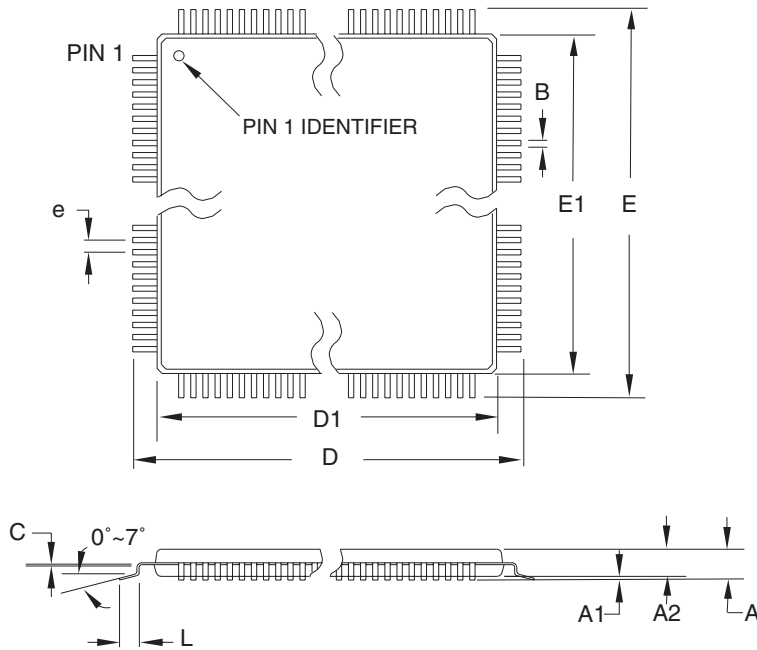 PIN 1
PIN 1 IDENTIFIER
B
e
E1
E
D1
D
C
0°~7°
L
A1
A2
A